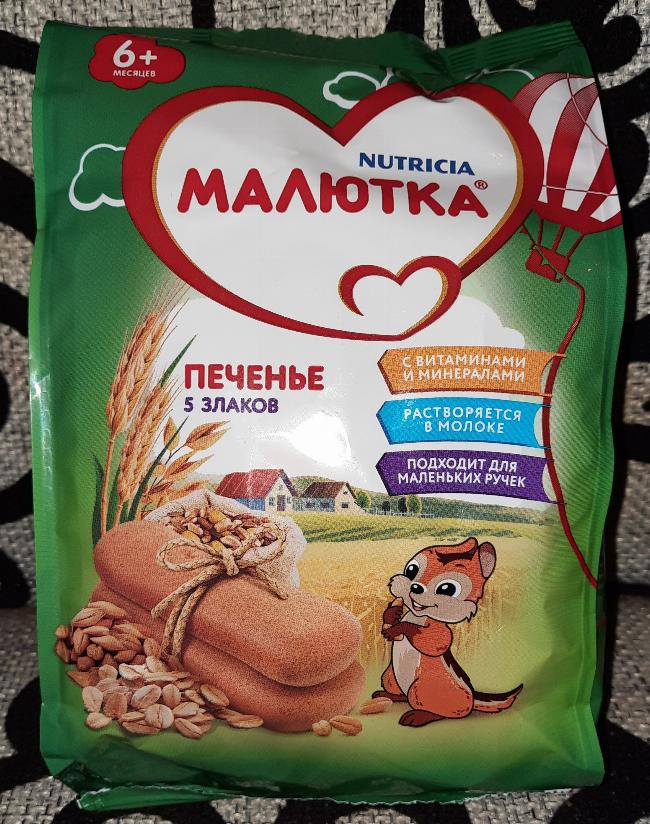 6+
МЕСЯЦЕВ
NUTRICIA
МАЛЮТКА®
ПЕЧЕНЬЕ
5 ЗЛАКОВ
С ВИТАМИНАМИ
И МИНЕРАЛАМИ
РАСТВОРЯЕТСЯ
В МОЛОКЕ
ПОДХОДИТ ДЛЯ
МАЛЕНЬКИХ РУЧЕК